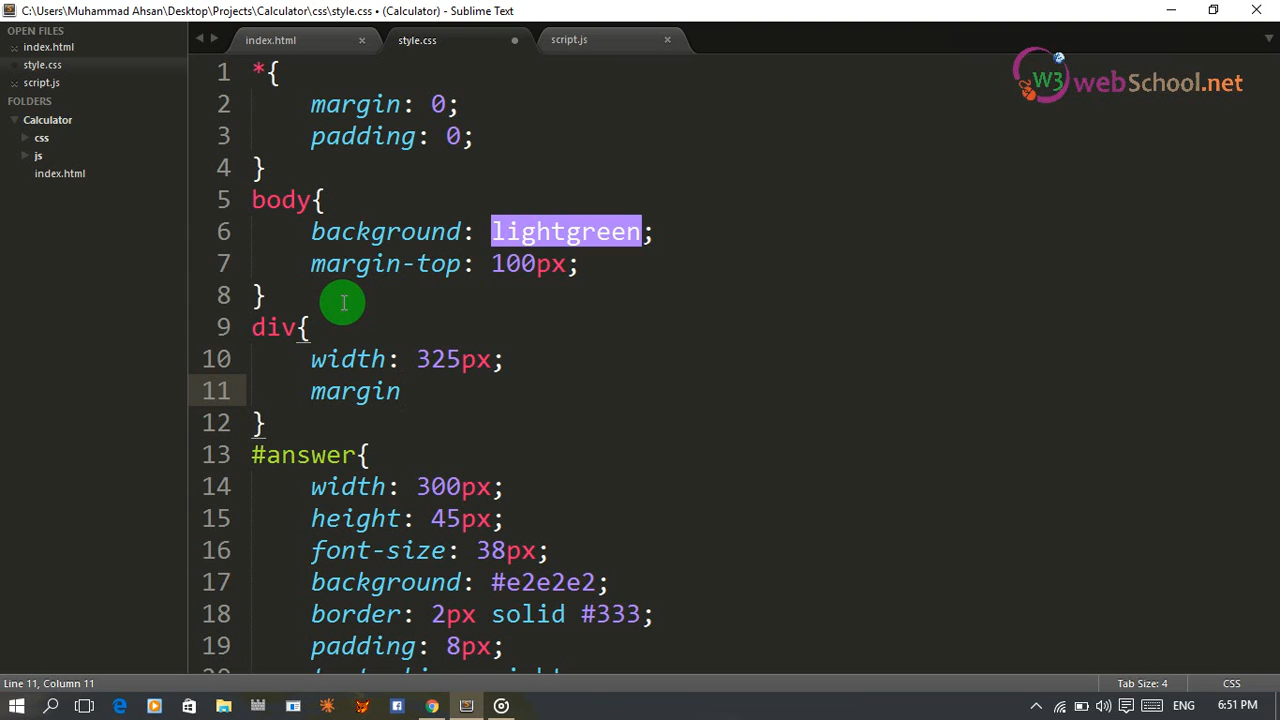 C:\Users\Muhammad Ahsan\Desktop\Projects\Calculator\css\style.css • (Calculator) - Sublime Text
OPEN FILES
index.html
style.css
script.js
FOLDERS
Calculator
css
js
index.html
index.html
style.css
script.js
W3 webSchool.net
1 *{
2 margin: 0;
3 padding: 0;
4 }
5 body{
6 background: lightgreen;
7 margin-top: 100px;
8 }
9 div{
10 width: 325px;
11 margin
12 }
13 #answer{
14 width: 300px;
15 height: 45px;
16 font-size: 38px;
17 background: #e2e2e2;
18 border: 2px solid #333;
19 padding: 8px;
Line 11, Column 11
Tab Size: 4
CSS
ENG
6:51 PM